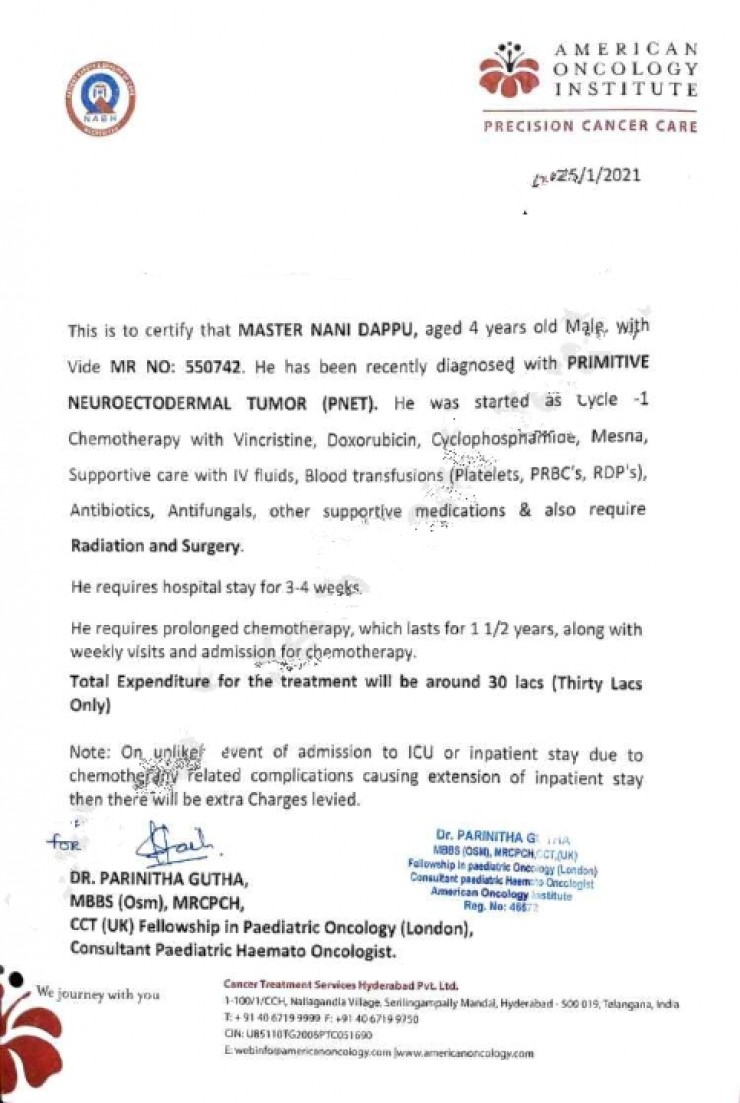 AMERICAN
ONCOLOGY
INSTITUTE
PRECISION CANCER CARE
NABH
25/1/2021
This is to certify that MASTER NANI DAPPU, aged 4 years old Male, with
Vide MR NO: 550742. He has been recently diagnosed with PRIMITIVE
NEUROECTODERMAL TUMOR (PNET). He was started as cycle -1
Chemotherapy with Vincristine, Doxorubicin, Cyclophosphamide, Mesna,
Supportive care with IV fluids, Blood transfusions (Platelets, PRBC's, RDP's),
Antibiotics, Antifungals, other supportive medications & also require
Radiation and Surgery.
He requires hospital stay for 3-4 weeks.
He requires prolonged chemotherapy, which lasts for 1 1/2 years, along with
weekly visits and admission for chemotherapy.
Total Expenditure for the treatment will be around 30 lacs (Thirty Lacs
Only)
Note: On unlikely event of admission to ICU or inpatient stay due to
chemotherapy related complications causing extension of inpatient stay
then there will be extra Charges levied.
for
DR. PARINITHA GUTHA,
MBBS (Osm), MRCPCH,
CCT (UK) Fellowship in Paediatric Oncology (London),
Consultant Paediatric Haemato Oncologist.
Dr. PARINITHA GUTHA
MBBS (OSM), MRCPCH, CCT,(UK)
Fellowship in paediatric Oncology (London)
Consultant paediatric Haemato Oncologist
American Oncology Institute
Reg. No:
We journey with you
Cancer Treatment Services Hyderabad Pvt. Ltd.
1-100/1/CCH, Nallagandla Village, Serilingampally Mandal, Hyderabad - 500 019, Telangana, India
T: +91 40 6719 9999 F: +91 40 6719 9750
CIN: U85110TG2006PTC051690
E: webinfo@americanoncology.com |www.americanoncology.com